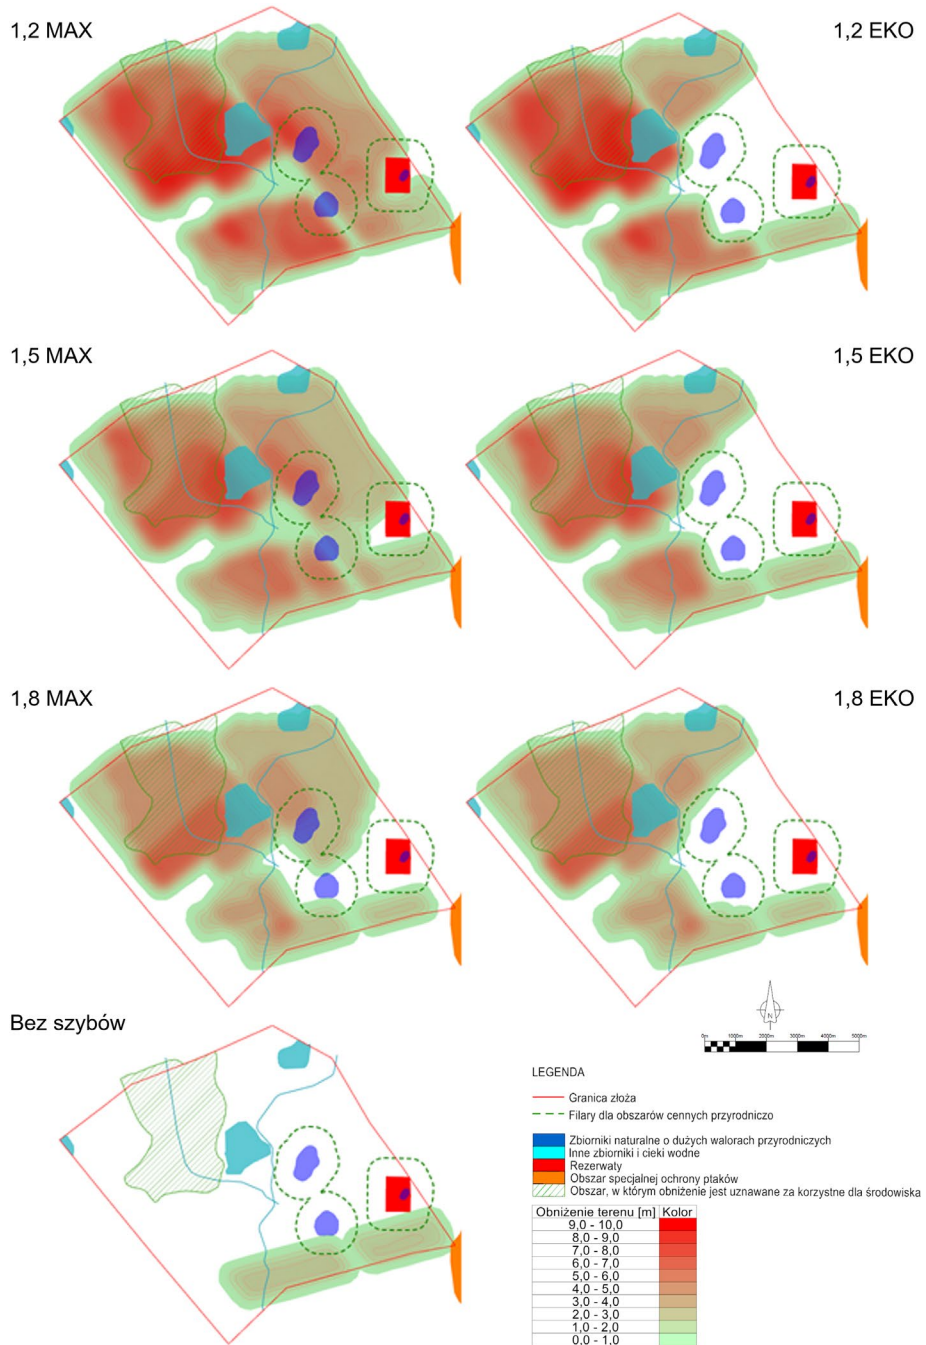 1,2 MAX
1,2 EKO
1,5 MAX
1,5 EKO
1,8 MAX
1,8 EKO
Bez szybów
N
0m 1000m 2000m 3000m 4000m 5000m
LEGENDA
Granica złoża
Filary dla obszarów cennych przyrodniczo
Zbiorniki naturalne o dużych walorach przyrodniczych
Inne zbiorniki i cieki wodne
Rezerwaty
Obszar specjalnej ochrony ptaków
Obszar, w którym obniżenie jest uznawane za korzystne dla środowiska
Obniżenie terenu [m] Kolor
9,0 - 10,0
8,0 - 9,0
7,0 - 8,0
6,0 - 7,0
5,0 - 6,0
4,0 - 5,0
3,0 - 4,0
2,0 - 3,0
1,0 - 2,0
0,0 - 1,0